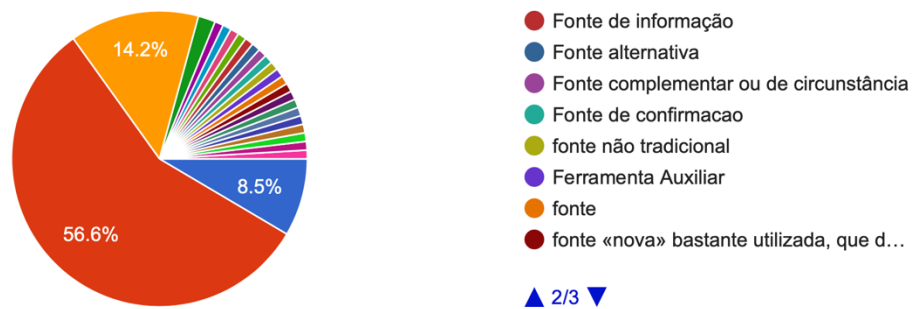 14.2%
8.5%
56.6%
Fonte de informação
Fonte alternativa
Fonte complementar ou de circunstância
Fonte de confirmacao
fonte não tradicional
Ferramenta Auxiliar
fonte
fonte «nova» bastante utilizada, que d…
2/3